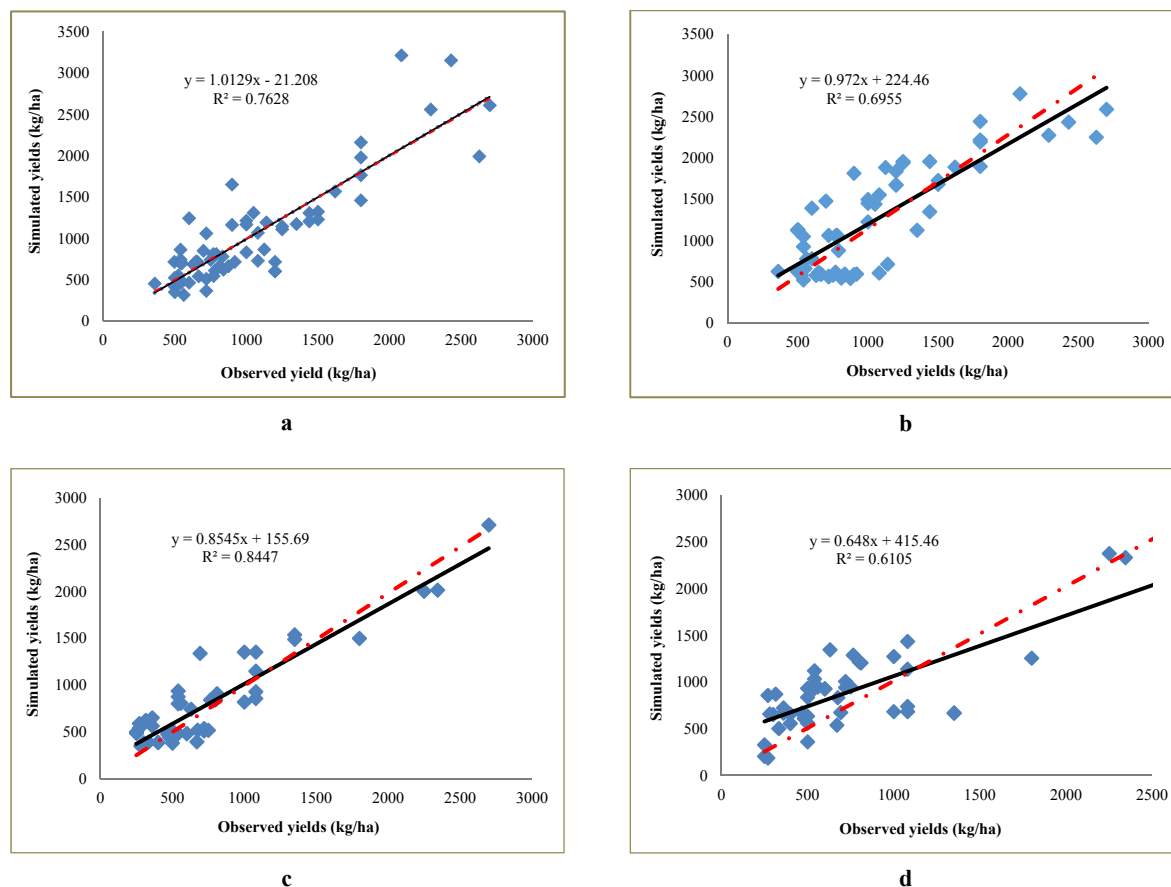 3500
3000
2500
2000
1500
1000
500
0
0 500 1000 1500 2000 2500 3000
Simulated yields (kg/ha)
Observed yield (kg/ha)
y = 1.0129x - 21.208
R² = 0.7628
a
3500
3000
2500
2000
1500
1000
500
0
0 500 1000 1500 2000 2500 3000
Simulated yields (kg/ha)
Observed yields (kg/ha)
y = 0.972x + 224.46
R² = 0.6955
b
3000
2500
2000
1500
1000
500
0
0 500 1000 1500 2000 2500 3000
Simulated yields (kg/ha)
Observed yields (kg/ha)
y = 0.8545x + 155.69
R² = 0.8447
c
3000
2500
2000
1500
1000
500
0
0 500 1000 1500 2000 2500
Simulated yields (kg/ha)
Observed yields (kg/ha)
y = 0.648x + 415.46
R² = 0.6105
d